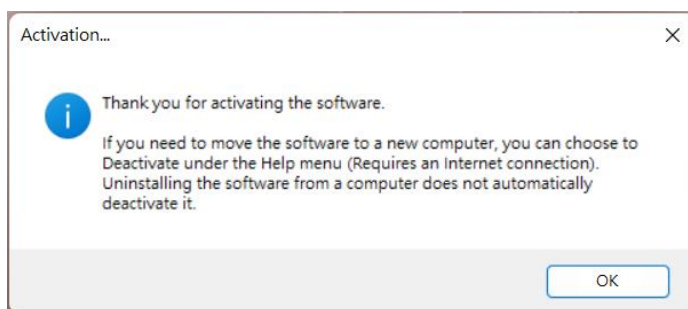 Activation...
Thank you for activating the software.
If you need to move the software to a new computer, you can choose to
Deactivate under the Help menu (Requires an Internet connection).
Uninstalling the software from a computer does not automatically
deactivate it.
OK